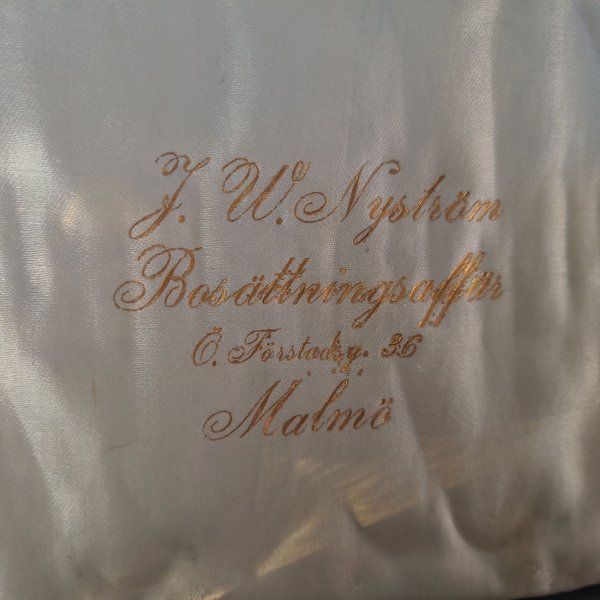 J. W. Nyström
Bosättningsaffär
Ö. Förstadsg. 36
Malmö